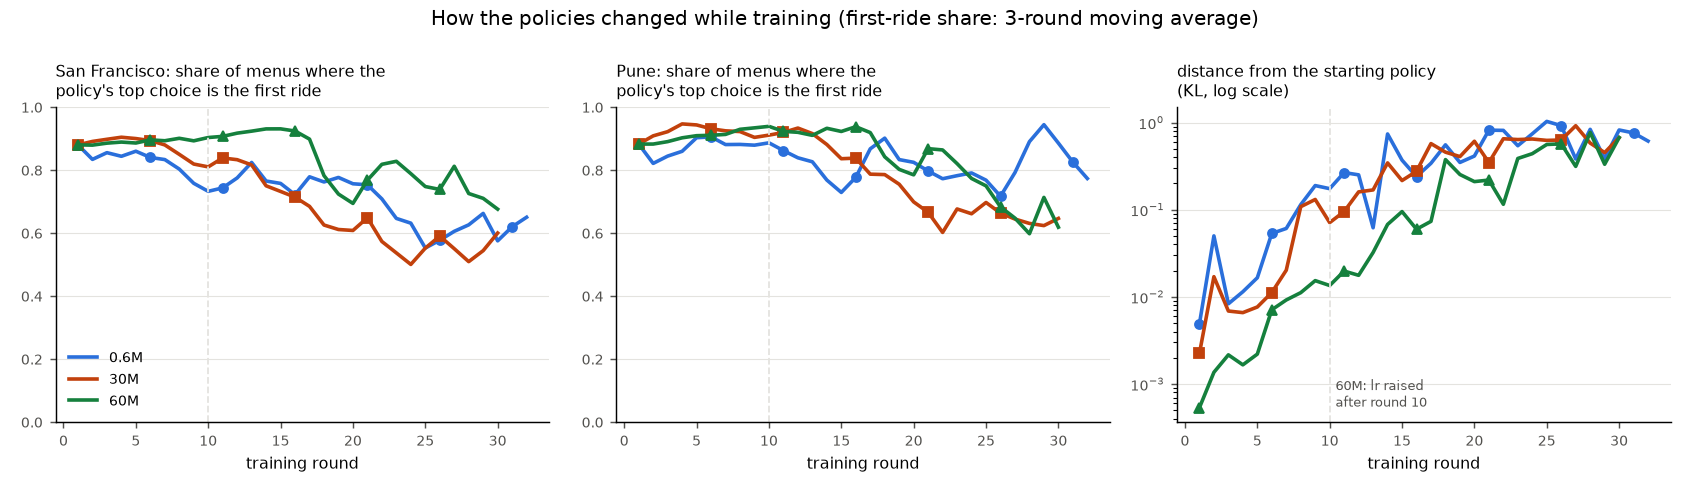 How the policies changed while training (first-ride share: 3-round moving average)
San Francisco: share of menus where the
policy's top choice is the first ride
1.0
0.8
0.6
0.4
0.2
0.0
0.6M
30M
60M
0 5 10 15 20 25 30
training round
Pune: share of menus where the
policy's top choice is the first ride
1.0
0.8
0.6
0.4
0.2
0.0
0 5 10 15 20 25 30
training round
distance from the starting policy
(KL, log scale)
10⁰
10⁻¹
10⁻²
10⁻³
60M: lr raised
after round 10
0 5 10 15 20 25 30
training round